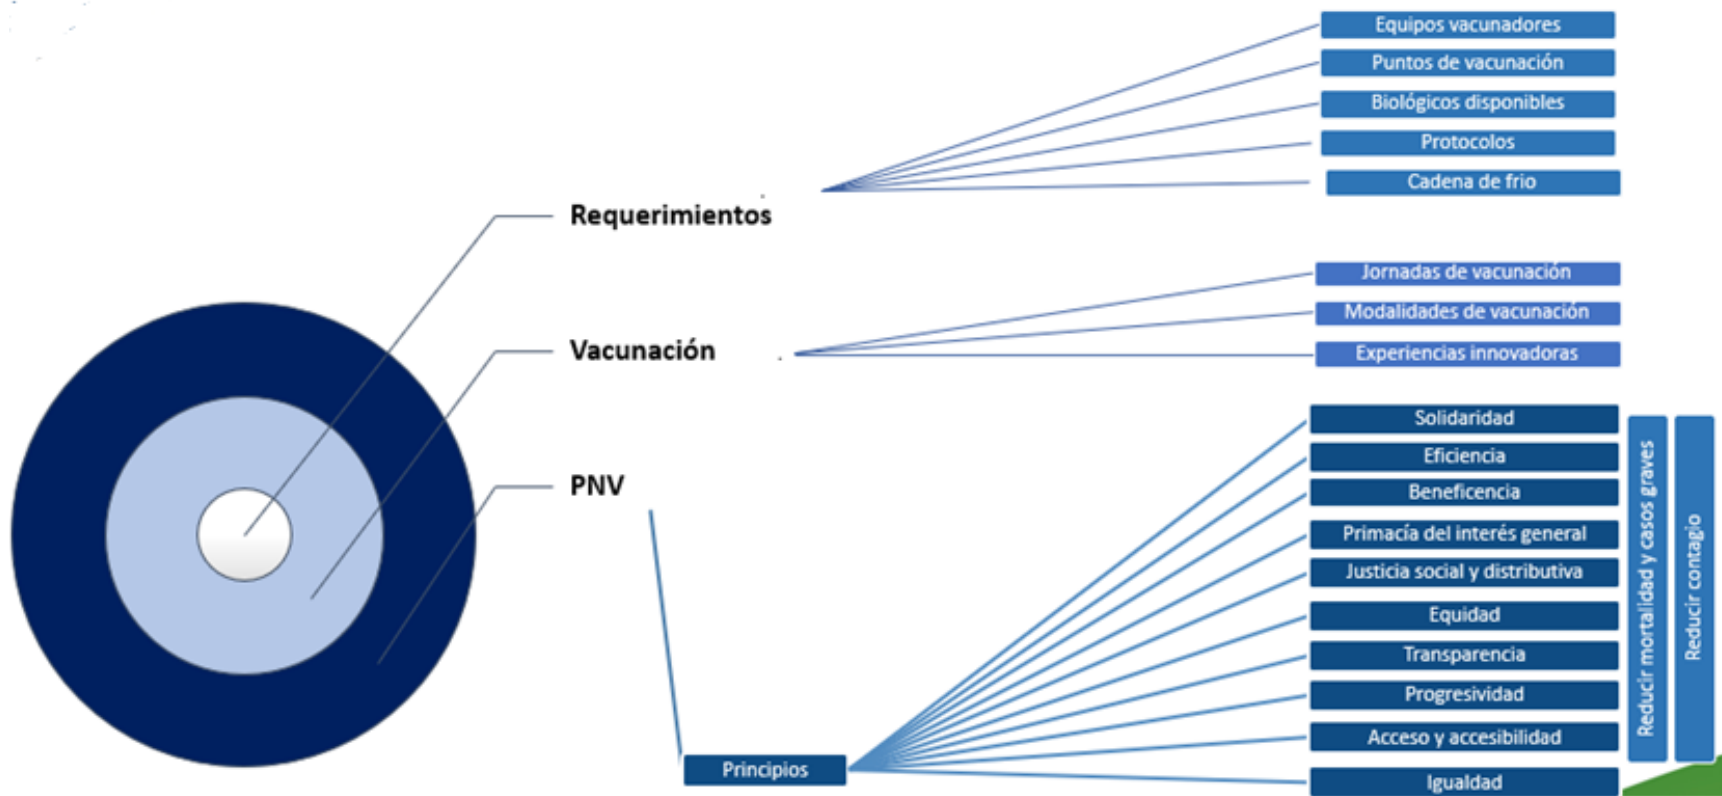 Equipos vacunadores
Puntos de vacunación
Biológicos disponibles
Protocolos
Cadena de frio
Requerimientos
Jornadas de vacunación
Modalidades de vacunación
Experiencias innovadoras
Vacunación
PNV
Principios
Solidaridad
Eficiencia
Beneficencia
Primacía del interés general
Justicia social y distributiva
Equidad
Transparencia
Progresividad
Acceso y accesibilidad
Igualdad
Reducir mortalidad y casos graves
Reducir contagio